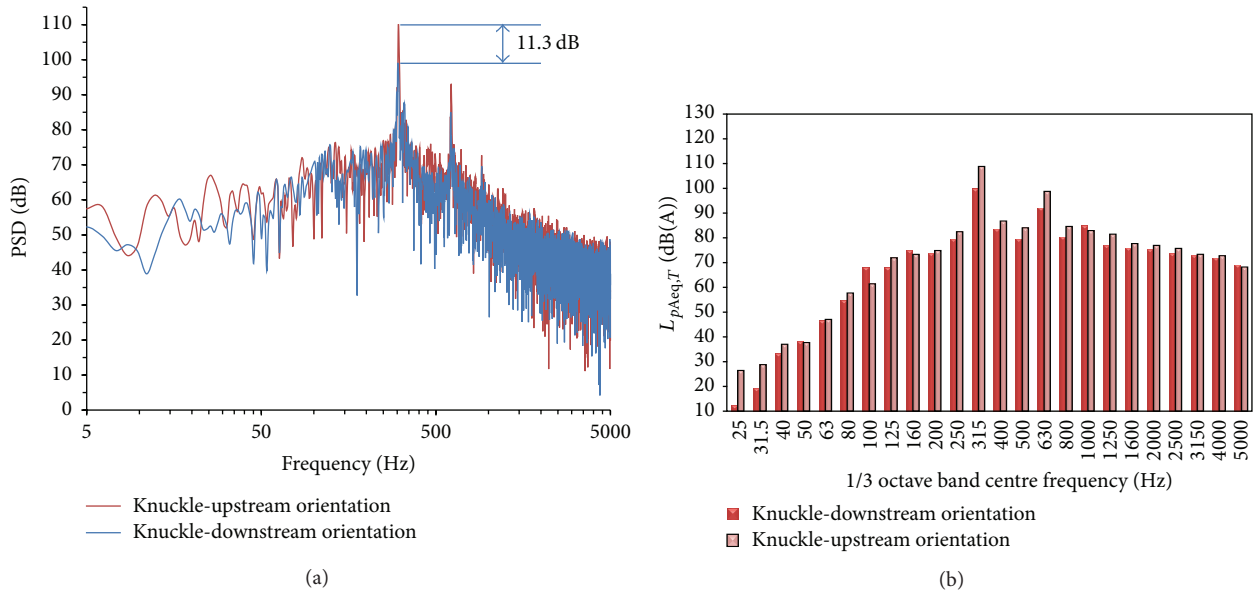 110
100
90
80
70
60
50
40
30
20
10
0
PSD (dB)
11.3 dB
5 50 500 5000
Frequency (Hz)
Knuckle-upstream orientation
Knuckle-downstream orientation
(a)
130
120
110
100
90
80
70
60
50
40
30
20
10
LpAeq,T (dB(A))
25 31.5 40 50 63 80 100 125 160 200 250 315 400 500 630 800 1000 1250 1600 2000 2500 3150 4000 5000
1/3 octave band centre frequency (Hz)
Knuckle-downstream orientation
Knuckle-upstream orientation
(b)